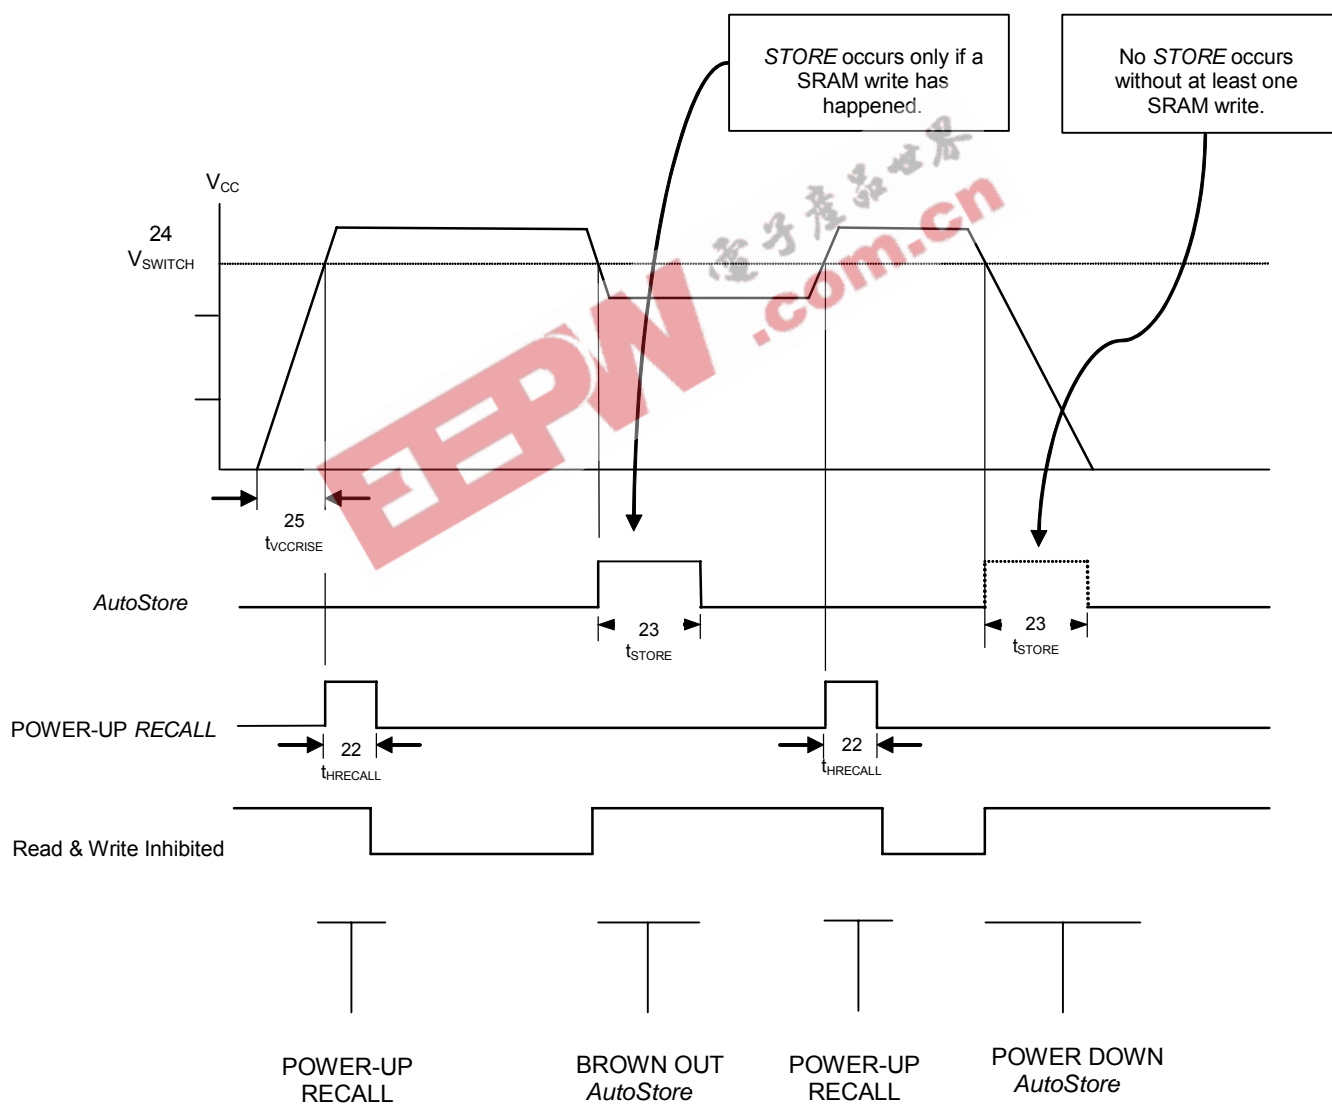 STORE occurs only if a
SRAM write has
happened.
No STORE occurs
without at least one
SRAM write.
電子產品世界
EEPW
.com.cn
VCC
24
VSWITCH
25
tVCCRISE
AutoStore
23
tSTORE
23
tSTORE
POWER-UP RECALL
22
tHRECALL
22
tHRECALL
Read & Write Inhibited
POWER-UP
RECALL
BROWN OUT
AutoStore
POWER-UP
RECALL
POWER DOWN
AutoStore